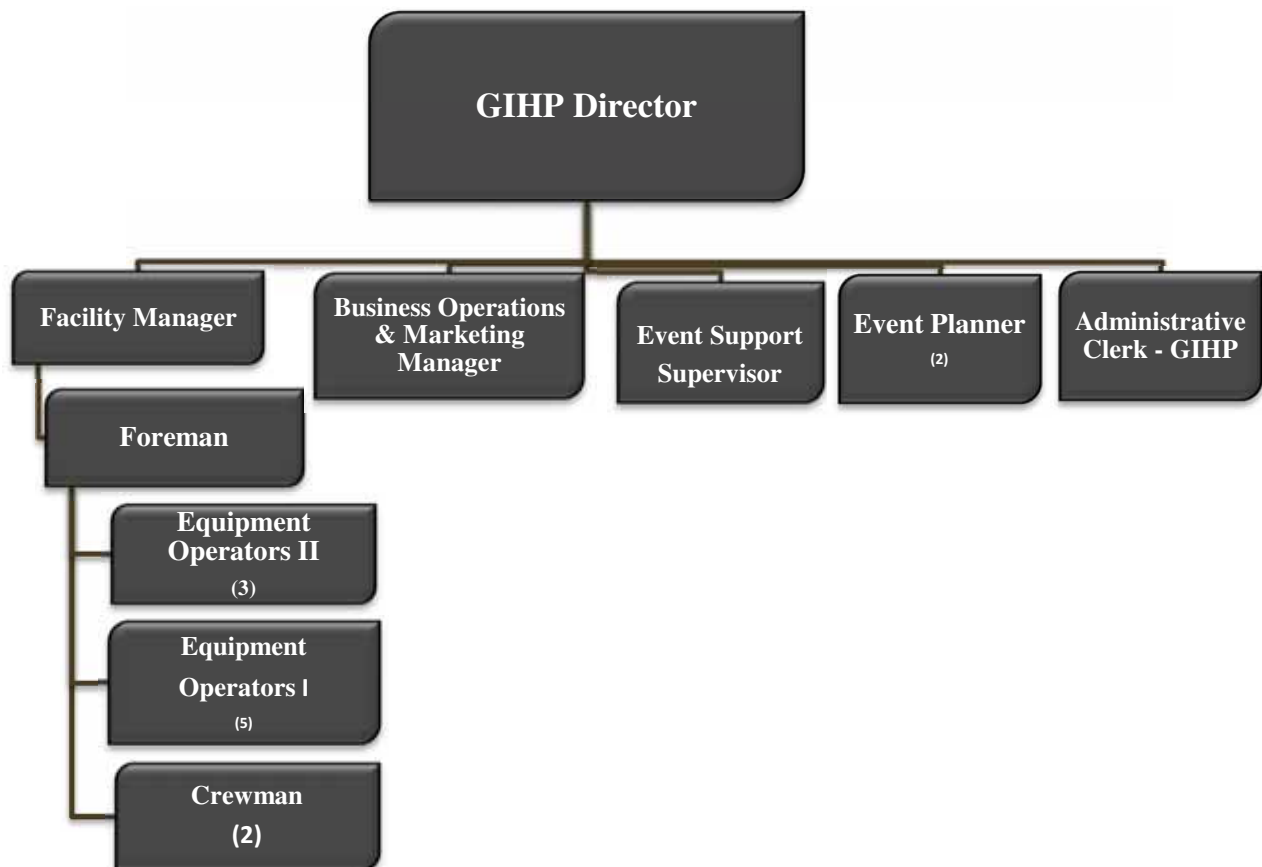 GIHP Director
Facility Manager
Business Operations
& Marketing
Manager
Event Support
Supervisor
Event Planner
(2)
Administrative
Clerk - GIHP
Foreman
Equipment
Operators II
(3)
Equipment
Operators I
(5)
Crewman
(2)